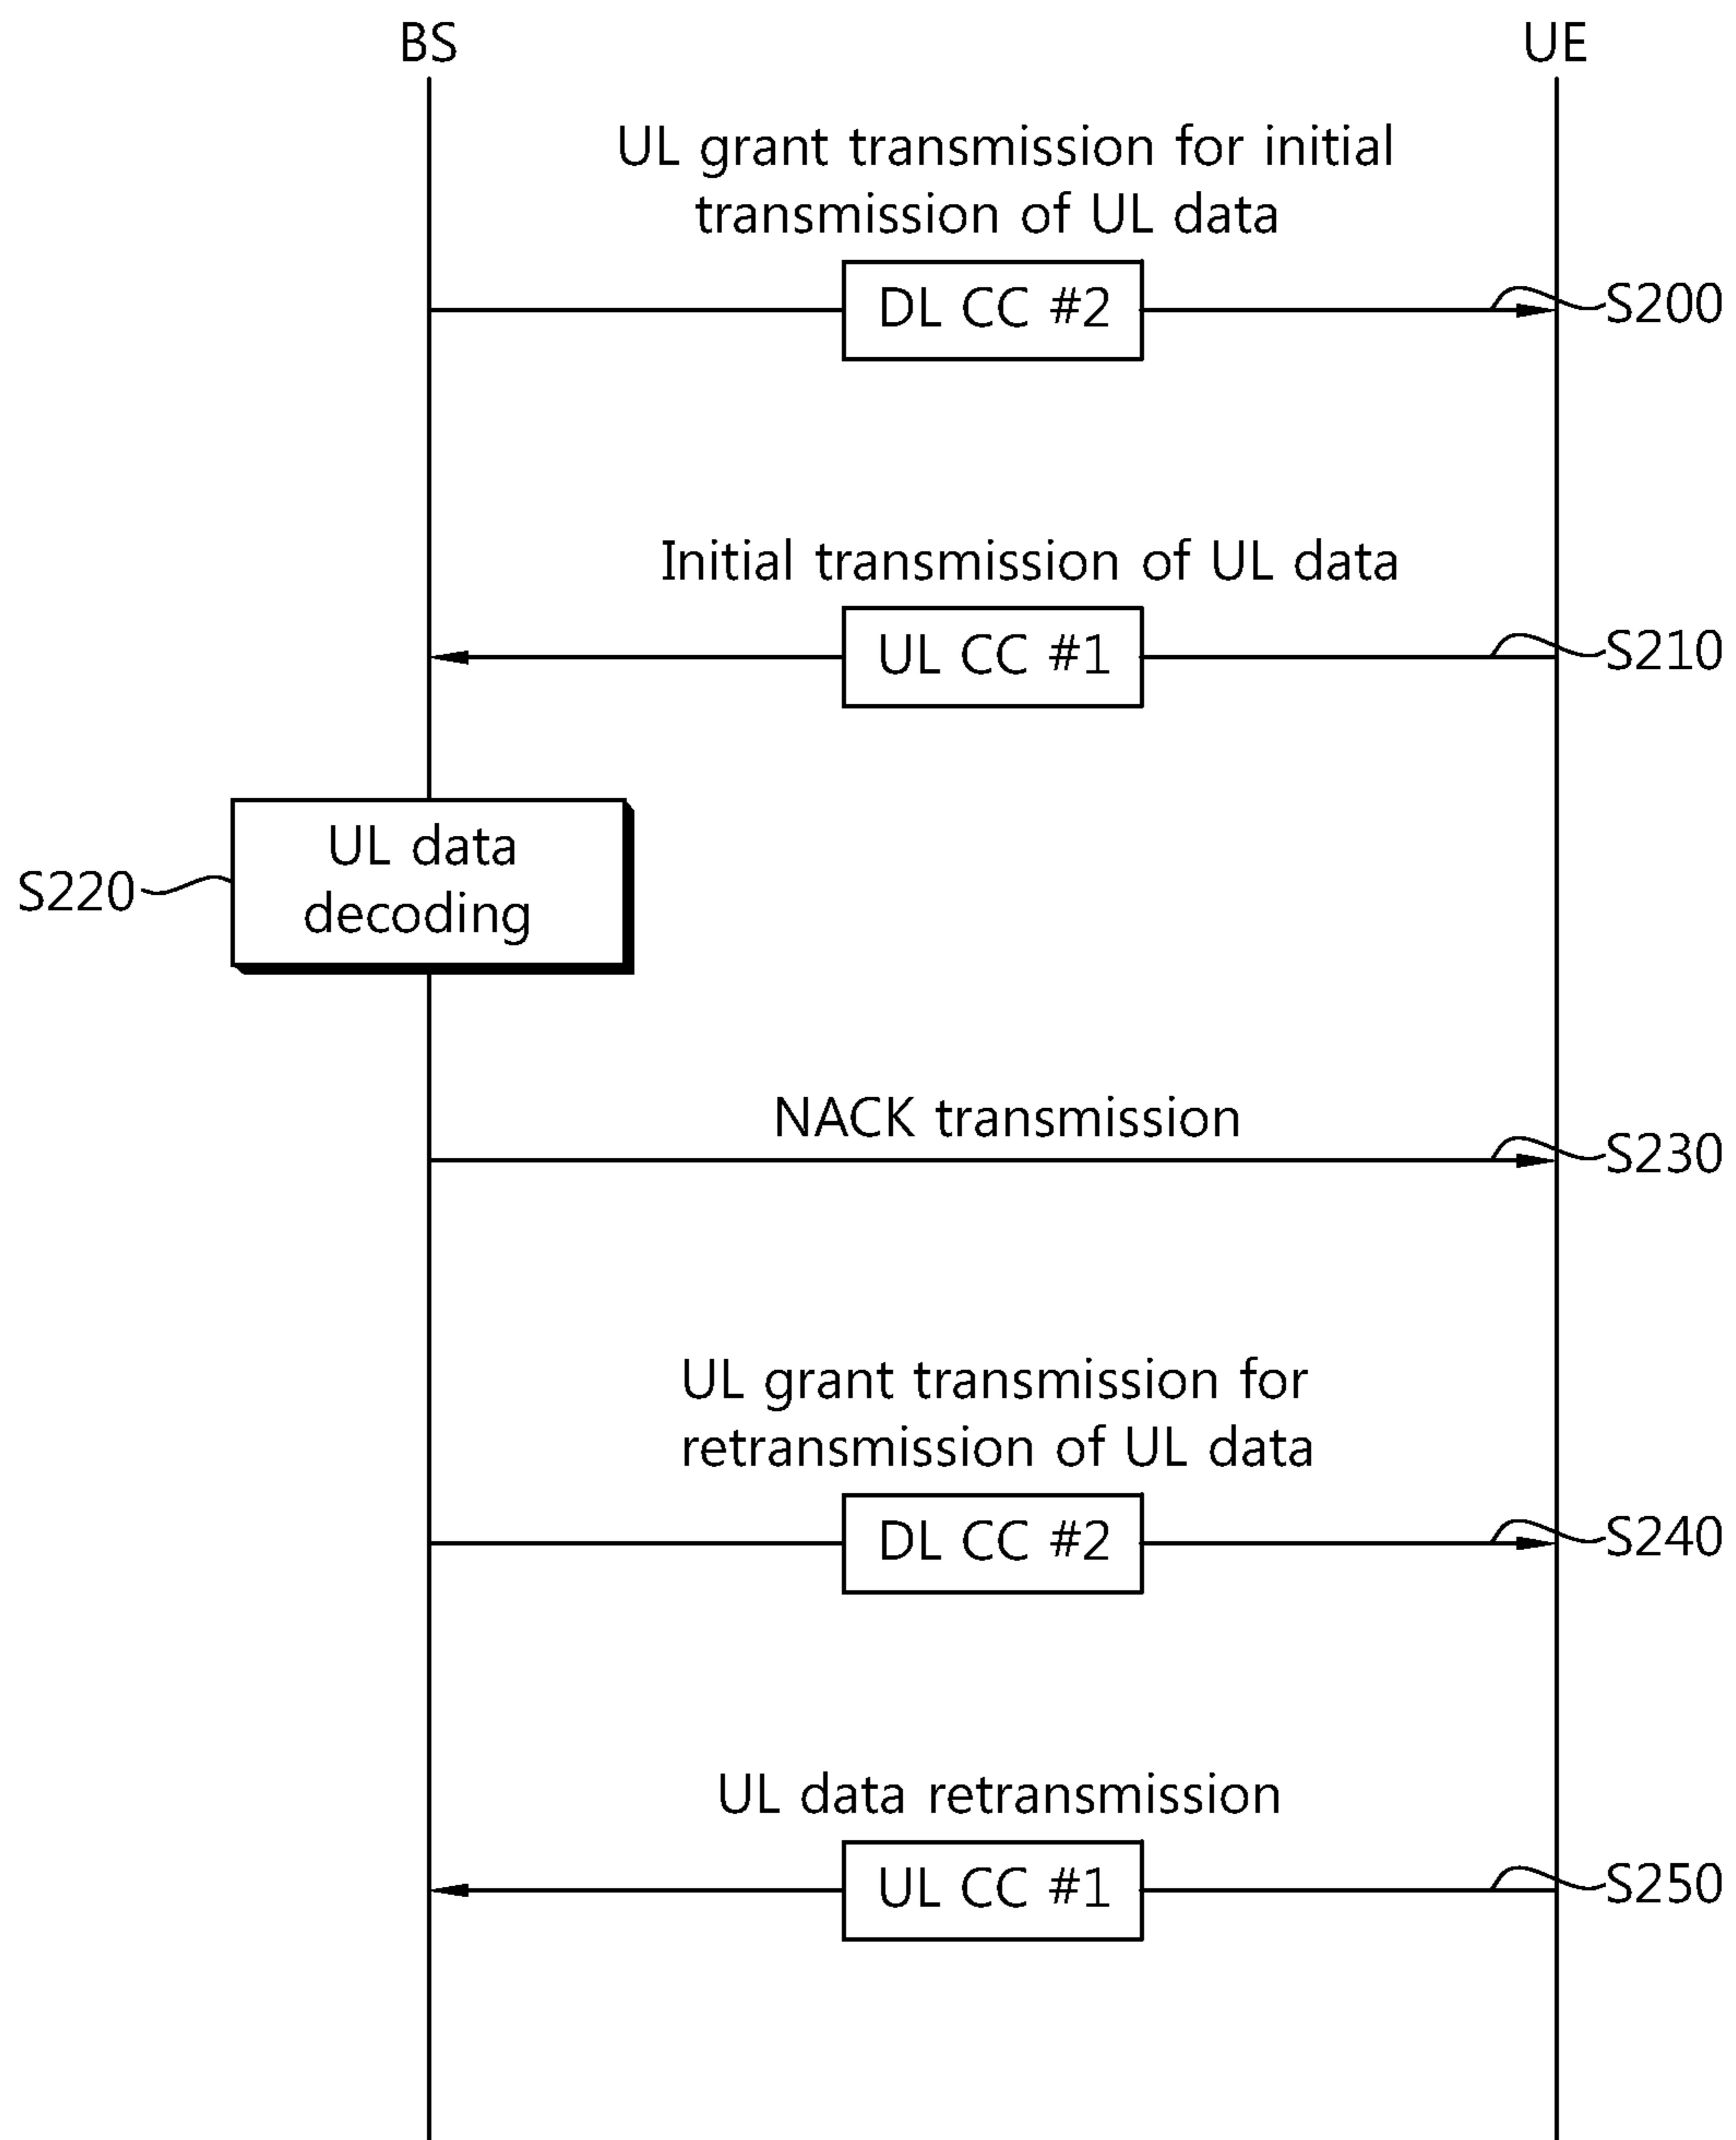 BS
UE
UL grant transmission for initial
transmission of UL data
DL CC #2
S200
Initial transmission of UL data
UL CC #1
S210
UL data
decoding
S220
NACK transmission
S230
UL grant transmission for
retransmission of UL data
DL CC #2
S240
UL data retransmission
UL CC #1
S250